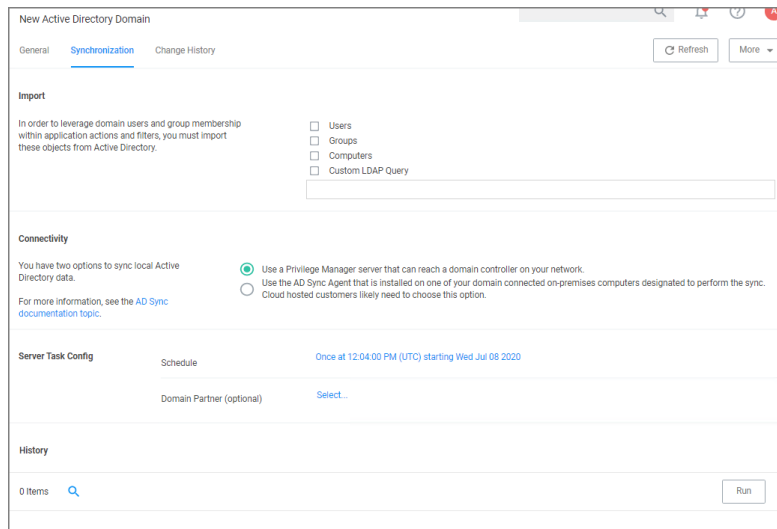 New Active Directory Domain
General Synchronization Change History Refresh More
Import
In order to leverage domain users and group membership
within application actions and filters, you must import
these objects from Active Directory.
Users
Groups
Computers
Custom LDAP Query
Connectivity
You have two options to sync local Active
Directory data.
For more information, see the AD Sync
documentation topic.
Use a Privilege Manager server that can reach a domain controller on your network.
Use the AD Sync Agent that is installed on one of your domain connected on-premises computers designated to perform the sync.
Cloud hosted customers likely need to choose this option.
Server Task Config
Schedule Once at 12:04:00 PM (UTC) starting Wed Jul 08 2020
Domain Partner (optional) Select...
History
0 Items Run